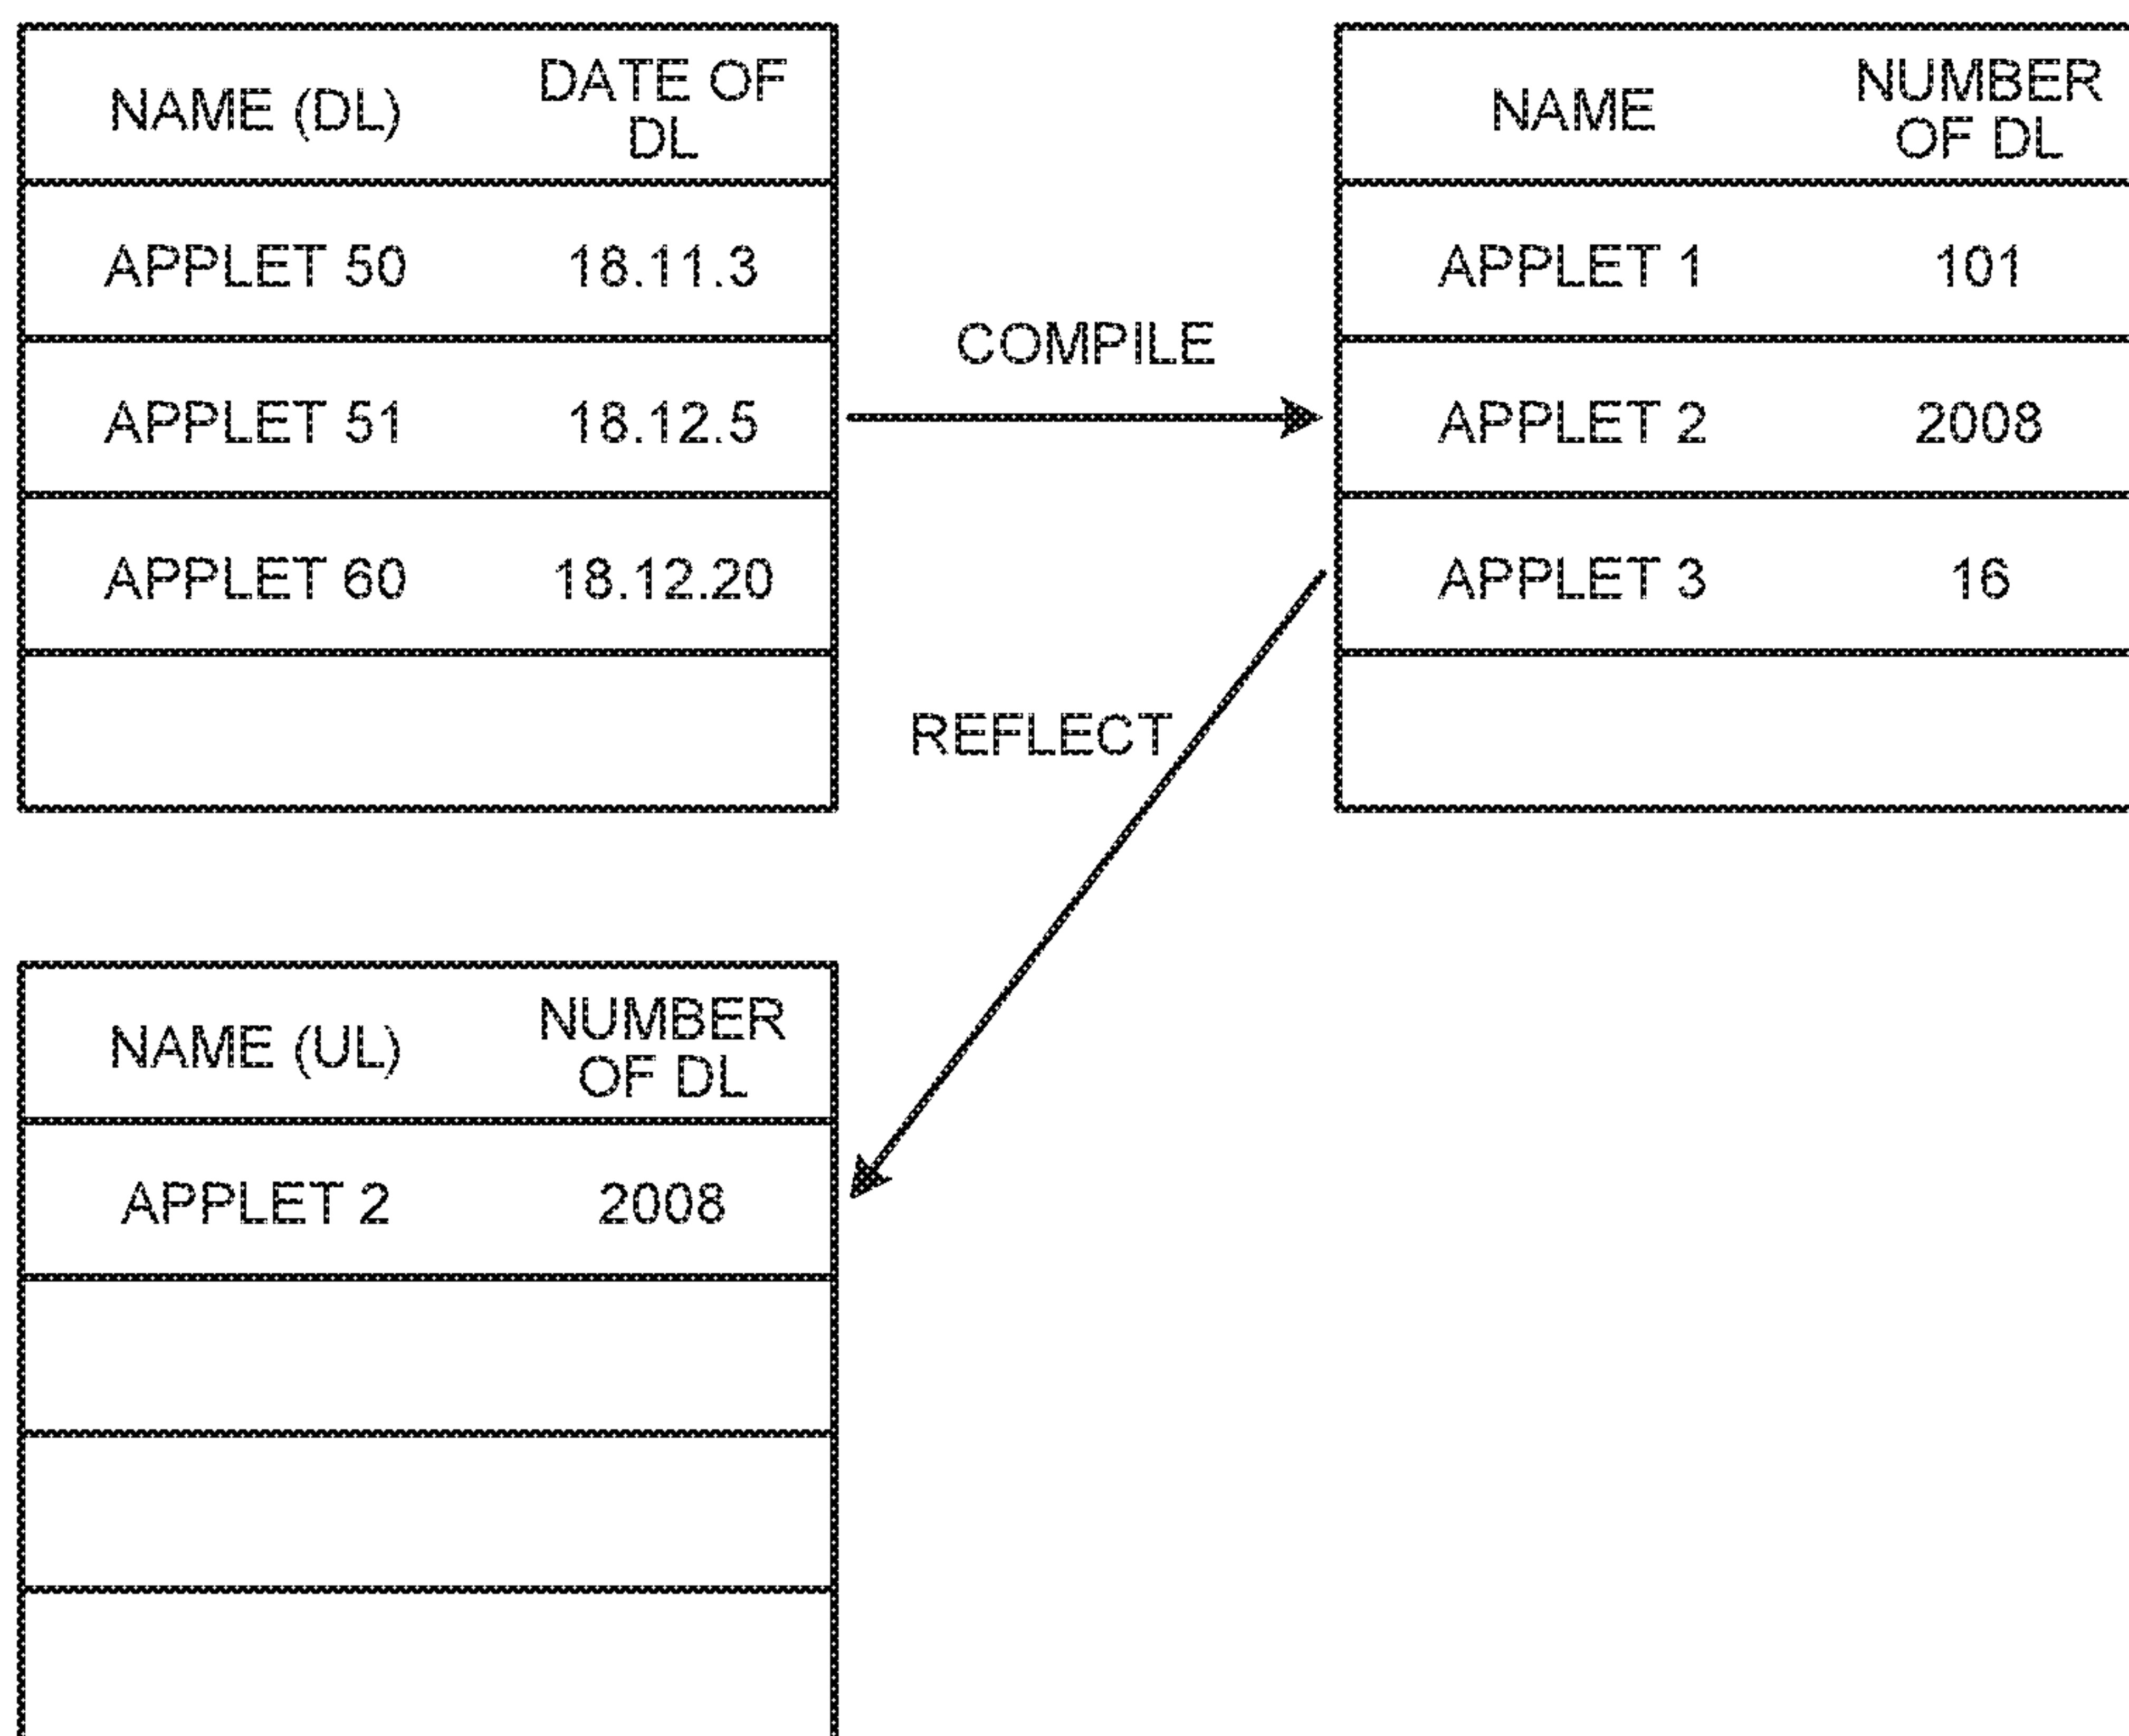 NAME (DL) DATE OF DL
APPLET 50 18.11.3
APPLET 51 18.12.5
APPLET 60 18.12.20
COMPILE
NAME NUMBER OF DL
APPLET 1 101
APPLET 2 2008
APPLET 3 16
REFLECT
NAME (UL) NUMBER OF DL
APPLET 2 2008